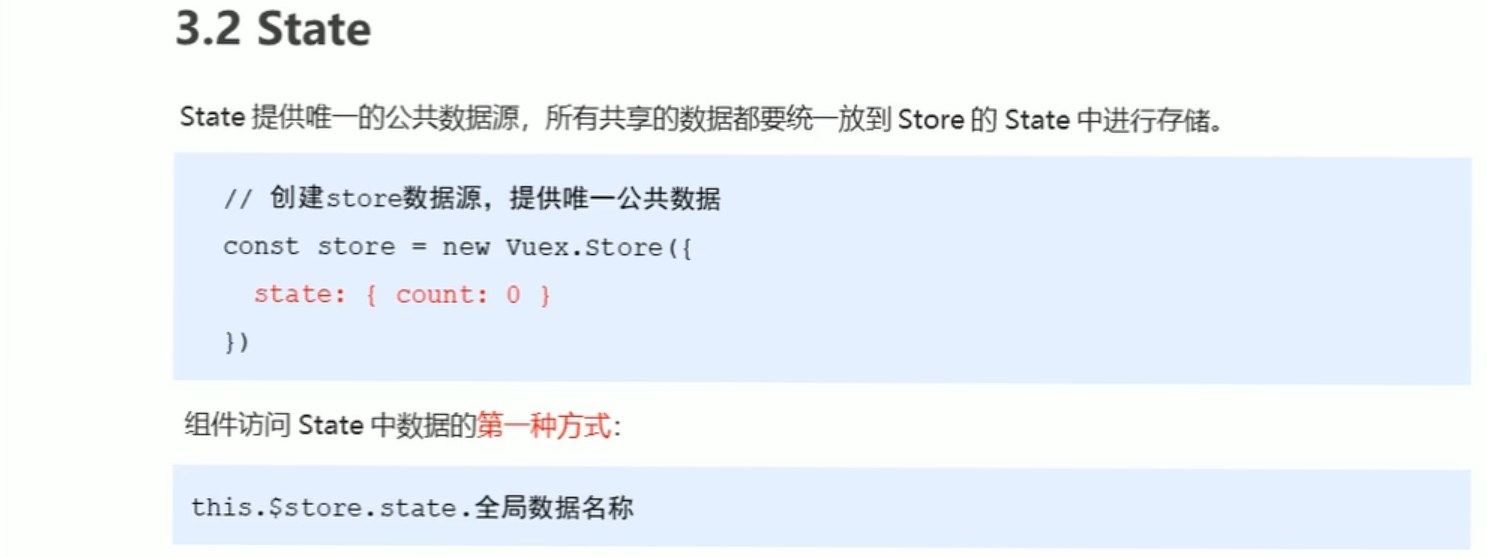 3.2 State
State 提供唯一的公共数据源，所有共享的数据都要统一放到 Store 的 State 中进行存储。
// 创建store数据源，提供唯一公共数据
const store = new Vuex.Store({
state: { count: 0 }
})
组件访问 State 中数据的第一种方式：
this.$store.state.全局数据名称